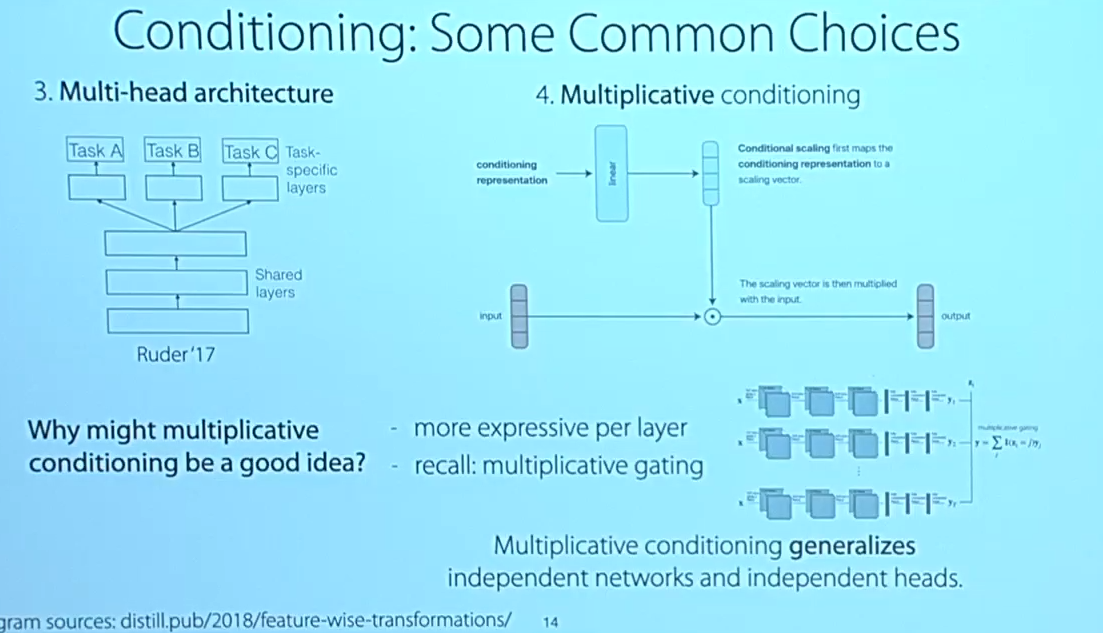 Conditioning: Some Common Choices
3. Multi-head architecture
Task A
Task B
Task C
Task-
specific
layers
Shared
layers
Ruder'17
4. Multiplicative conditioning
conditioning
representation
linear
Conditional scaling first maps the
conditioning representation to a
scaling vector.
The scaling vector is then multiplied
with the input.
input
output
Why might multiplicative
conditioning be a good idea?
- more expressive per layer
- recall: multiplicative gating
multiplicative gating
Multiplicative conditioning generalizes
independent networks and independent heads.
gram sources: distill.pub/2018/feature-wise-transformations/
14